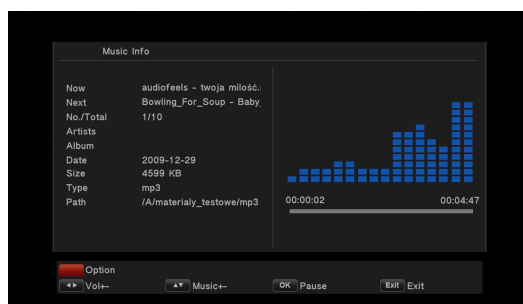 Music Info
Now audiofeels - twoja milość.
Next Bowling_For_Soup - Baby_
No./Total 1/10
Artists
Album
Date 2009-12-29
Size 4599 KB
Type mp3
Path /A/materialy_testowe/mp3
00:00:02 00:04:47
Option
◄► Vol+- ▲▼ Music+- OK Pause Exit Exit